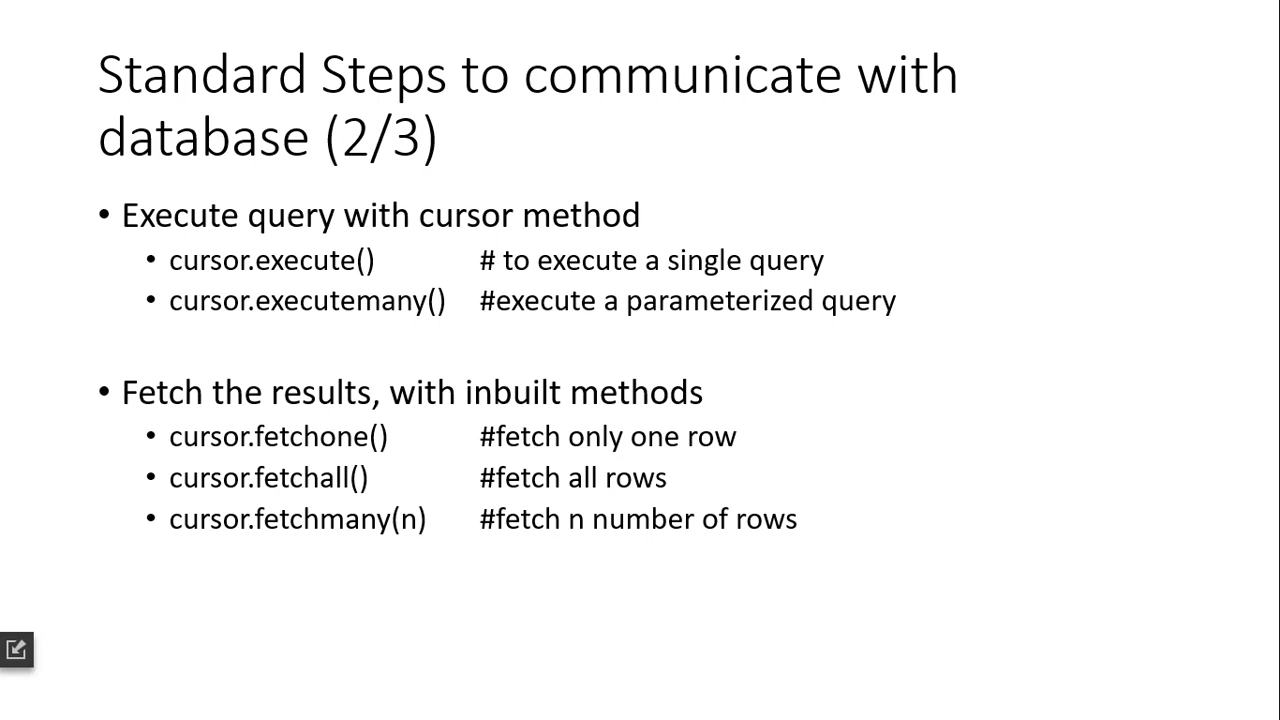 Standard Steps to communicate with
database (2/3)
• Execute query with cursor method
• cursor.execute() # to execute a single query
• cursor.executemany() #execute a parameterized query
• Fetch the results, with inbuilt methods
• cursor.fetchone() #fetch only one row
• cursor.fetchall() #fetch all rows
• cursor.fetchmany(n) #fetch n number of rows